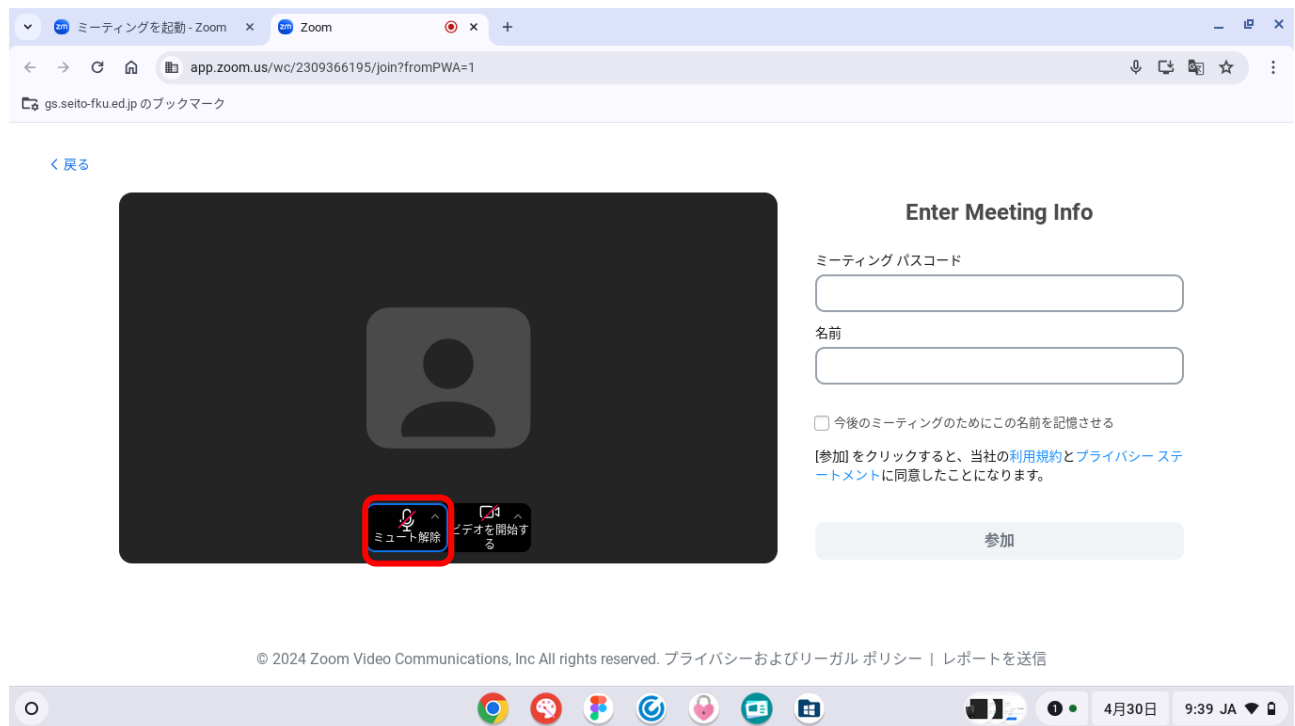 zm ミーティングを起動 - Zoom
zm Zoom
app.zoom.us/wc/2309366195/join?fromPWA=1
gs.seito-fku.ed.jp のブックマーク
戻る
Enter Meeting Info
ミーティング パスコード
名前
今後のミーティングのためにこの名前を記憶させる
[参加] をクリックすると、当社の利用規約とプライバシー ステ
ートメントに同意したことになります。
ミュート解除
ビデオを開始す
る
参加
© 2024 Zoom Video Communications, Inc All rights reserved. プライバシーおよびリーガル ポリシー | レポートを送信
1
4月30日
9:39 JA